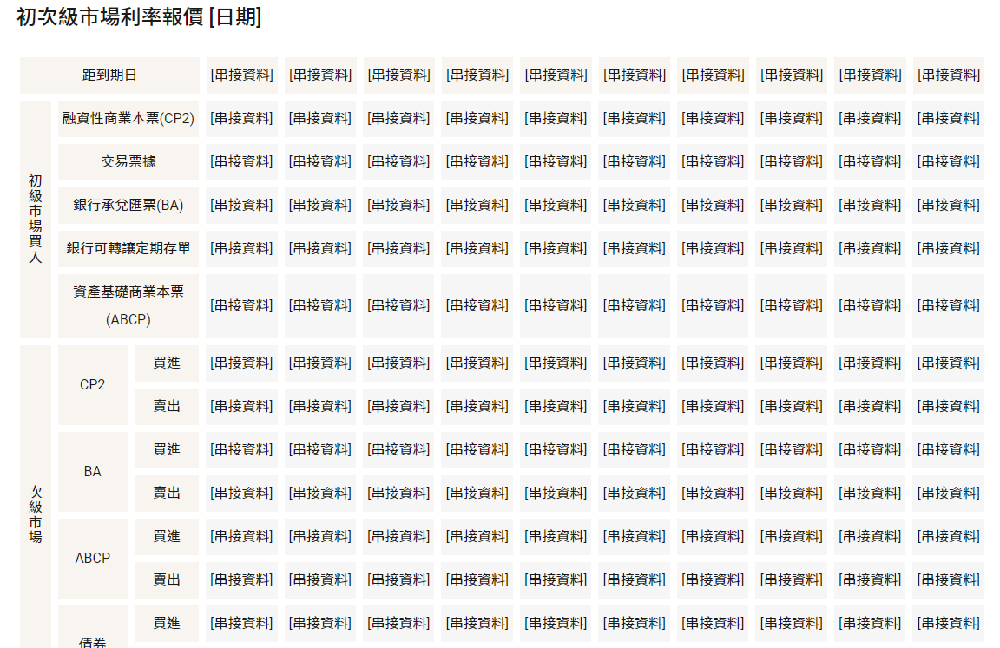 初次級市場利率報價 [日期]
距到期日 [串接資料] [串接資料] [串接資料] [串接資料] [串接資料] [串接資料] [串接資料] [串接資料] [串接資料] [串接資料]
初級市場買入
融資性商業本票(CP2) [串接資料] [串接資料] [串接資料] [串接資料] [串接資料] [串接資料] [串接資料] [串接資料] [串接資料] [串接資料]
交易票據 [串接資料] [串接資料] [串接資料] [串接資料] [串接資料] [串接資料] [串接資料] [串接資料] [串接資料] [串接資料]
銀行承兌匯票(BA) [串接資料] [串接資料] [串接資料] [串接資料] [串接資料] [串接資料] [串接資料] [串接資料] [串接資料] [串接資料]
銀行可轉讓定期存單 [串接資料] [串接資料] [串接資料] [串接資料] [串接資料] [串接資料] [串接資料] [串接資料] [串接資料] [串接資料]
資產基礎商業本票
(ABCP) [串接資料] [串接資料] [串接資料] [串接資料] [串接資料] [串接資料] [串接資料] [串接資料] [串接資料] [串接資料]
次級市場
CP2
買進 [串接資料] [串接資料] [串接資料] [串接資料] [串接資料] [串接資料] [串接資料] [串接資料] [串接資料] [串接資料]
賣出 [串接資料] [串接資料] [串接資料] [串接資料] [串接資料] [串接資料] [串接資料] [串接資料] [串接資料] [串接資料]
BA
買進 [串接資料] [串接資料] [串接資料] [串接資料] [串接資料] [串接資料] [串接資料] [串接資料] [串接資料] [串接資料]
賣出 [串接資料] [串接資料] [串接資料] [串接資料] [串接資料] [串接資料] [串接資料] [串接資料] [串接資料] [串接資料]
ABCP
買進 [串接資料] [串接資料] [串接資料] [串接資料] [串接資料] [串接資料] [串接資料] [串接資料] [串接資料] [串接資料]
賣出 [串接資料] [串接資料] [串接資料] [串接資料] [串接資料] [串接資料] [串接資料] [串接資料] [串接資料] [串接資料]
債券
買進 [串接資料] [串接資料] [串接資料] [串接資料] [串接資料] [串接資料] [串接資料] [串接資料] [串接資料] [串接資料]